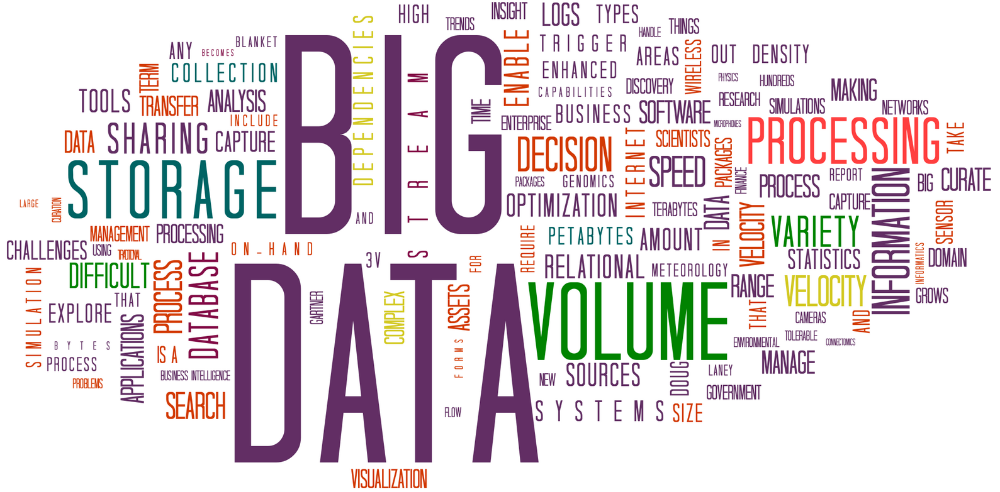 HIGH
TRENDS
INSIGHT
LOGS
TYPES
HANDLE
THINGS
ANY
BECOMES
BLANKET
DEPENDENCIES
ENABLE
TRIGGER
AREAS
WIRELESS
OUT
DENSITY
TERM
COLLECTION
BIG
STREAM
TIME
ENHANCED
CAPABILITIES
DISCOVERY
PHYSICS
HUNDREDS
MAKING
TOOLS
TRANSFER
ANALYSIS
INCLUDE
ENTERPRISE
BUSINESS
SOFTWARE
RESEARCH
SIMULATIONS
NETWORKS
MICROPHONES
DATA
SHARING
CAPTURE
DECISION
INTERNET
SCIENTISTS
PACKAGES
PROCESSING
TAKE
STORAGE
PACKAGES
GENOMICS
SPEED
FINANCE
PROCESS
REPORT
INFORMATION
BIG
CURATE
LARGE
CURATION
AND
OPTIMIZATION
TERABYTES
DATA
VELOCITY
CAPTURE
SENSOR
MANAGEMENT
PROCESSING
REQUIRE
PETABYTES
AMOUNT
IN
VARIETY
CHALLENGES
USING
TRADITIONAL
ON-HAND
3V
FOR
RELATIONAL
METEOROLOGY
STATISTICS
INFORMATICS
DOMAIN
SIMULATION
DIFFICULT
PROCESS
DATABASE
DATA
GARTNER
COMPLEX
ASSETS
VOLUME
RANGE
VELOCITY
GROWS
THAT
EXPLORE
APPLICATIONS
THAT
CAMERAS
AND
BYTES
PROCESS
IS A
FORMS
ENVIRONMENTAL
TOLERABLE
CONNECTOMICS
PROBLEMS
BUSINESS INTELLIGENCE
NEW
SOURCES
DOUG
LANEY
MANAGE
SEARCH
FLOW
SYSTEMS
SIZE
GOVERNMENT
VISUALIZATION